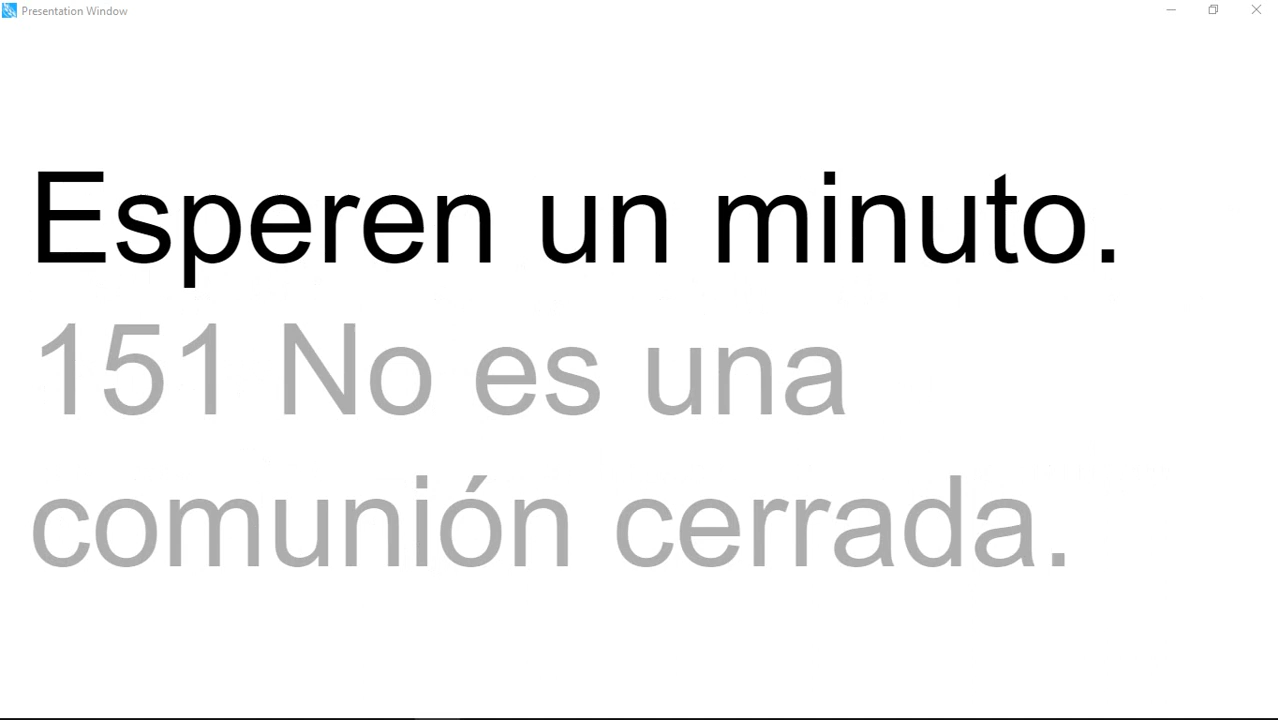 Presentation Window
Esperen un minuto.
151 No es una
comunión cerrada.